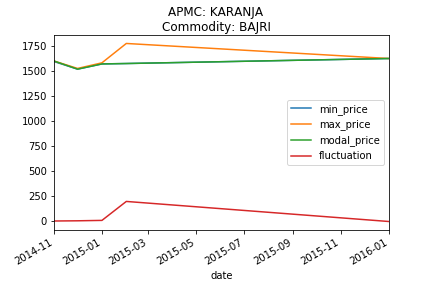 APMC: KARANJA
Commodity: BAJRI
1750
1500
1250
1000
750
500
250
0
min_price
max_price
modal_price
fluctuation
2014-11
2015-01
2015-03
2015-05
2015-07
2015-09
2015-11
2016-01
date